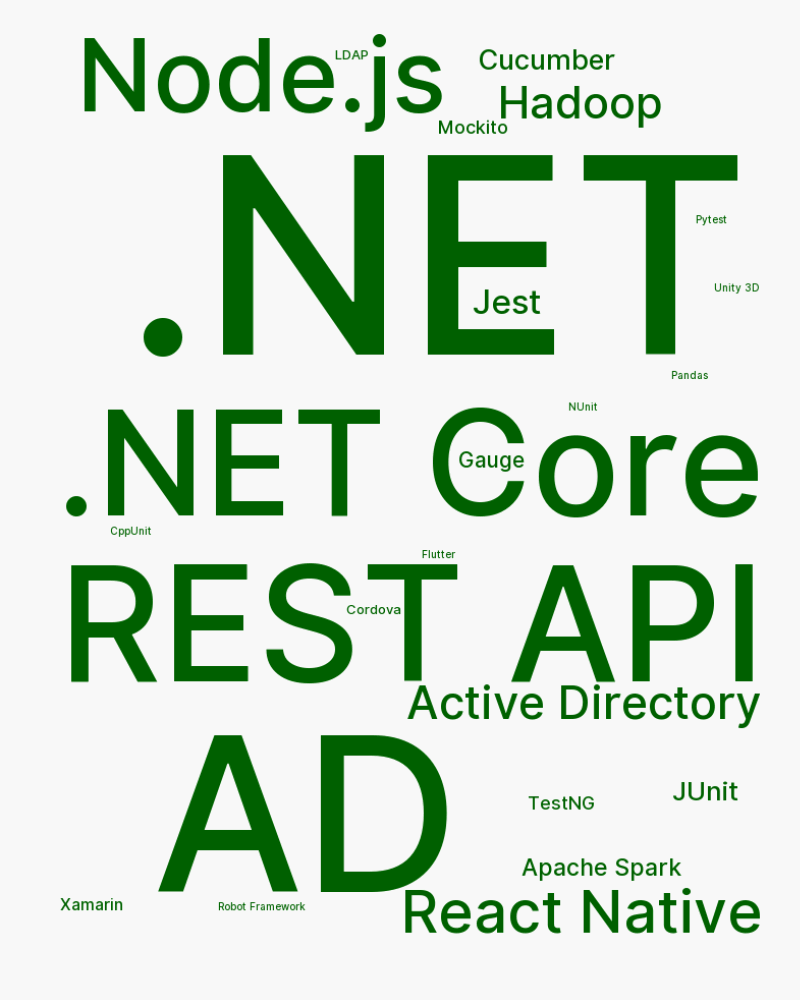 Node.js
LDAP
Cucumber
Hadoop
Mockito
.NET
Pytest
Unity 3D
Jest
Pandas
.NET Core
NUnit
Gauge
CppUnit
Flutter
REST API
Cordova
Active Directory
AD
JUnit
TestNG
Apache Spark
React Native
Xamarin
Robot Framework